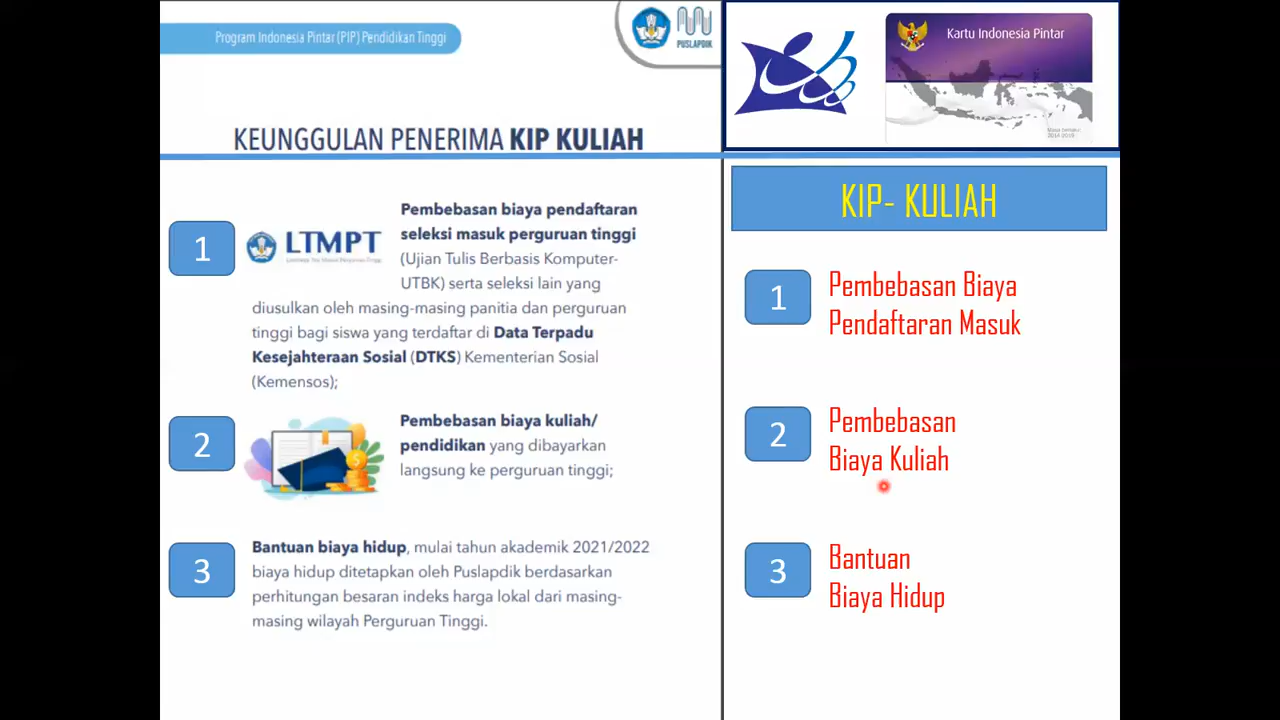 Program Indonesia Pintar (PIP) Pendidikan Tinggi
PUSLAPDIK
KEUNGGULAN PENERIMA KIP KULIAH
1
LTMPT
Pembebasan biaya pendaftaran
seleksi masuk perguruan tinggi
(Ujian Tulis Berbasis Komputer-
UTBK) serta seleksi lain yang
diusulkan oleh masing-masing panitia dan perguruan
tinggi bagi siswa yang terdaftar di Data Terpadu
Kesejahteraan Sosial (DTKS) Kementerian Sosial
(Kemensos);
2
Pembebasan biaya kuliah/
pendidikan yang dibayarkan
langsung ke perguruan tinggi;
3
Bantuan biaya hidup, mulai tahun akademik 2021/2022
biaya hidup ditetapkan oleh Puslapdik berdasarkan
perhitungan besaran indeks harga lokal dari masing-
masing wilayah Perguruan Tinggi.
Kartu Indonesia Pintar
KIP- KULIAH
1
Pembebasan Biaya
Pendaftaran Masuk
2
Pembebasan
Biaya Kuliah
3
Bantuan
Biaya Hidup